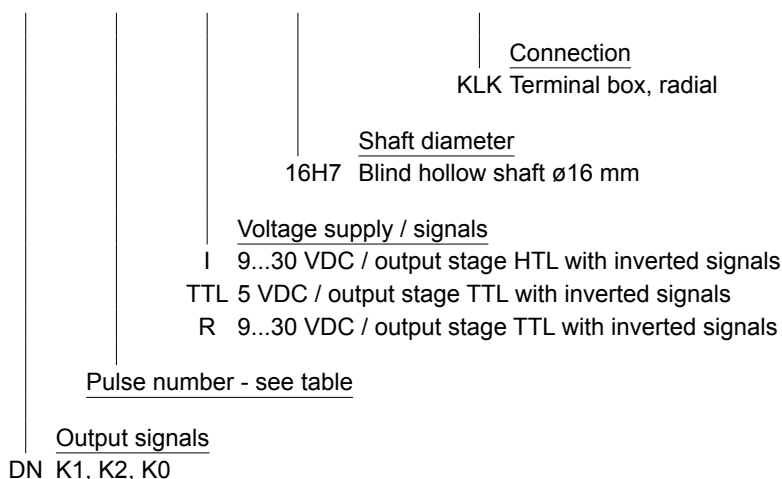 Connection
KLK Terminal box, radial
Shaft diameter
16H7 Blind hollow shaft ø16 mm
Voltage supply / signals
I 9...30 VDC / output stage HTL with inverted signals
TTL 5 VDC / output stage TTL with inverted signals
R 9...30 VDC / output stage TTL with inverted signals
Pulse number - see table
Output signals
DN K1, K2, K0